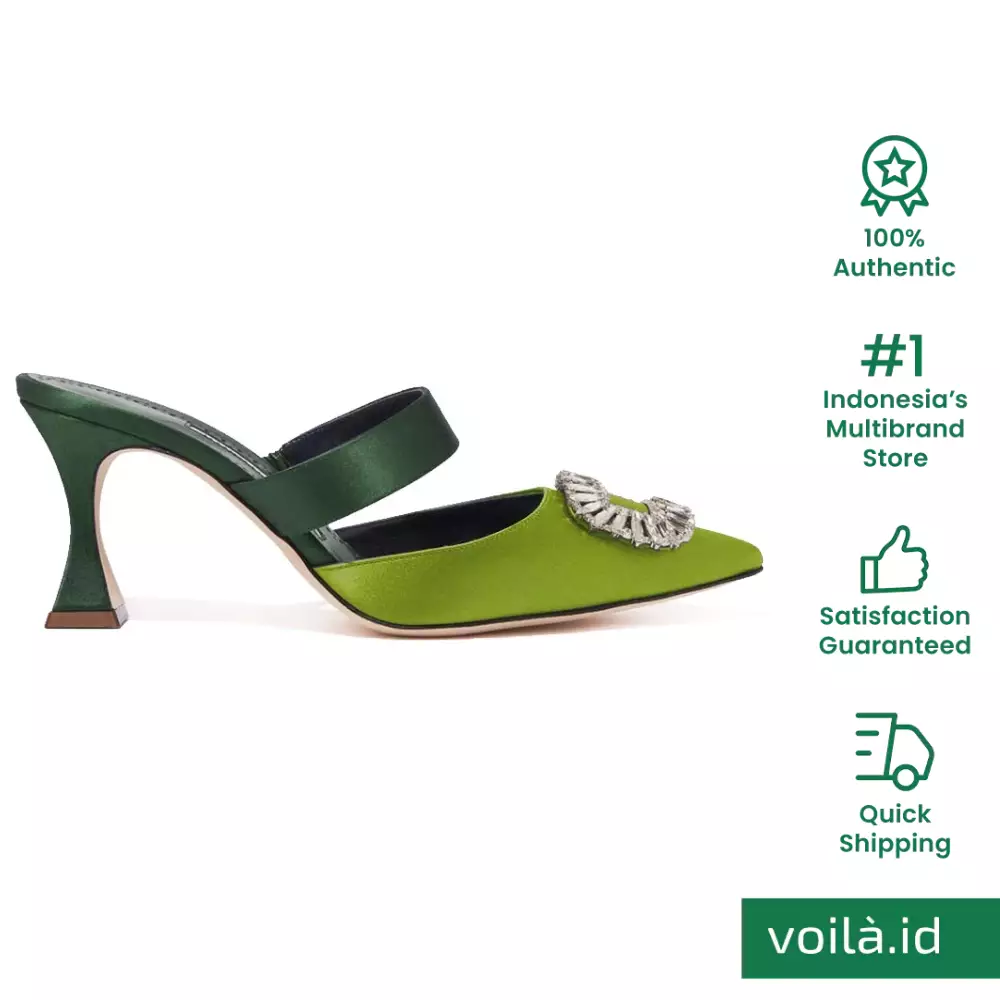 100%
Authentic
#1
Indonesia's
Multibrand
Store
Satisfaction
Guaranteed
Quick
Shipping
voilà.id